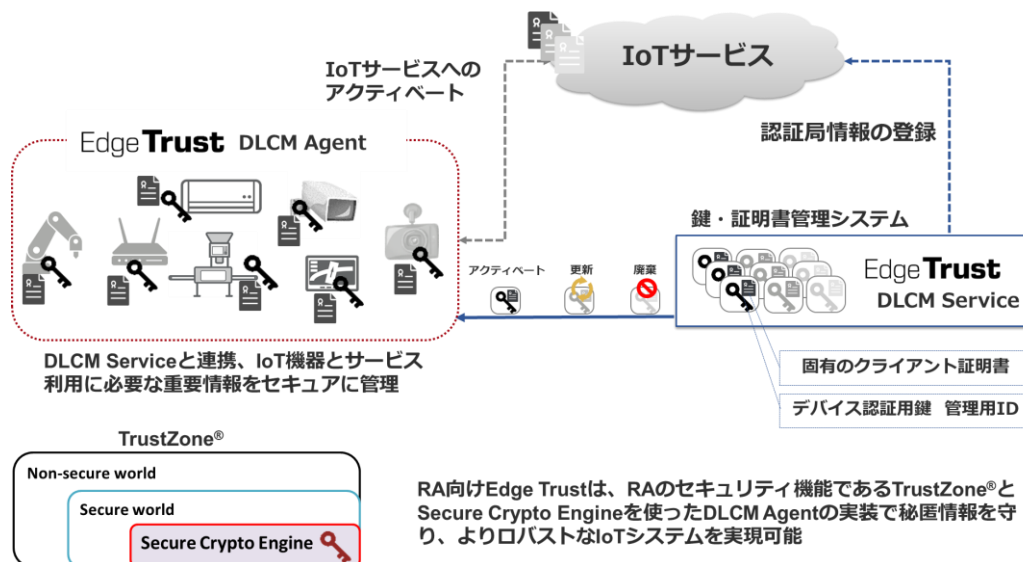 IoTサービス
IoTサービスへの
アクティベート
認証局情報の登録
Edge Trust DLCM Agent
鍵・証明書管理システム
アクティベート 更新 廃棄
Edge Trust
DLCM Service
DLCM Serviceと連携、IoT機器とサービス
利用に必要な重要情報をセキュアに管理
固有のクライアント証明書
デバイス認証用鍵 管理用ID
TrustZone®
Non-secure world
Secure world
Secure Crypto Engine
RA向けEdge Trustは、RAのセキュリティ機能であるTrustZone®と
Secure Crypto Engineを使ったDLCM Agentの実装で秘匿情報を守
り、よりロバストなIoTシステムを実現可能